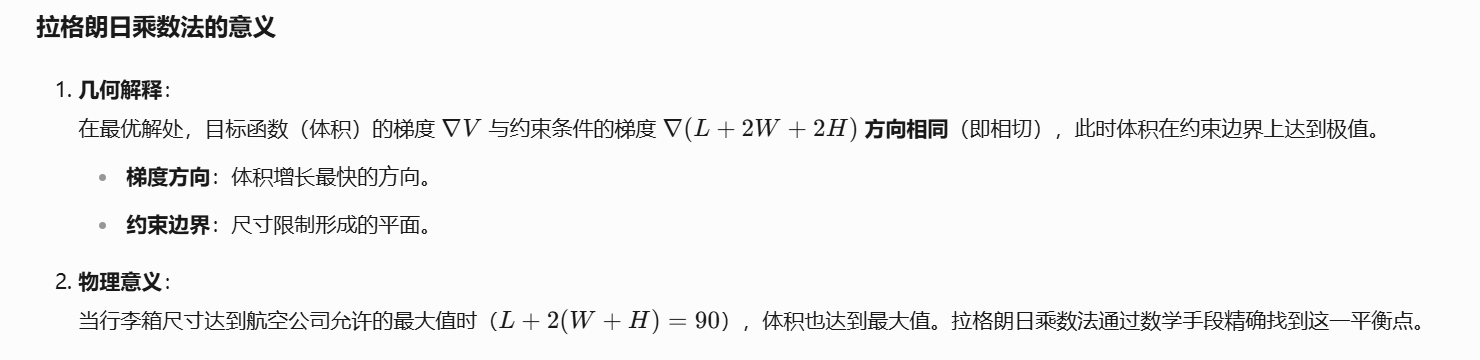 拉格朗日乘数法的意义
1. 几何解释：
在最优解处，目标函数（体积）的梯度 ∇V 与约束条件的梯度 ∇(L + 2W + 2H) 方向相同（即相切），此时体积在约束边界上达到极值。
• 梯度方向：体积增长最快的方向。
• 约束边界：尺寸限制形成的平面。
2. 物理意义：
当行李箱尺寸达到航空公司允许的最大值时（L + 2(W + H) = 90），体积也达到最大值。拉格朗日乘数法通过数学手段精确找到这一平衡点。